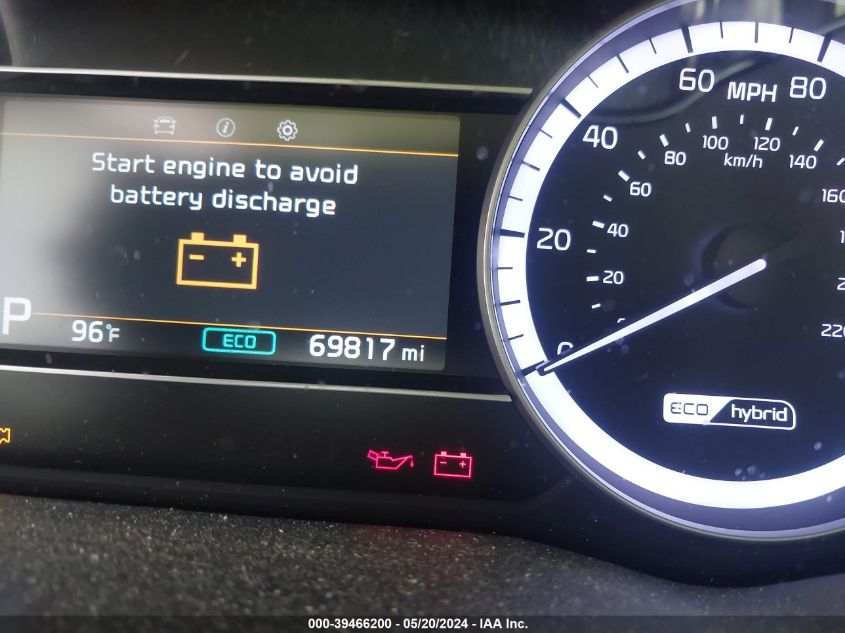 Start engine to avoid
battery discharge
P
96°F
ECO
69817 mi
0
20
40
60
MPH
80
20
40
60
80
100
120
140
160
220
km/h
ECO hybrid
000-39466200 - 05/20/2024 - IAA Inc.